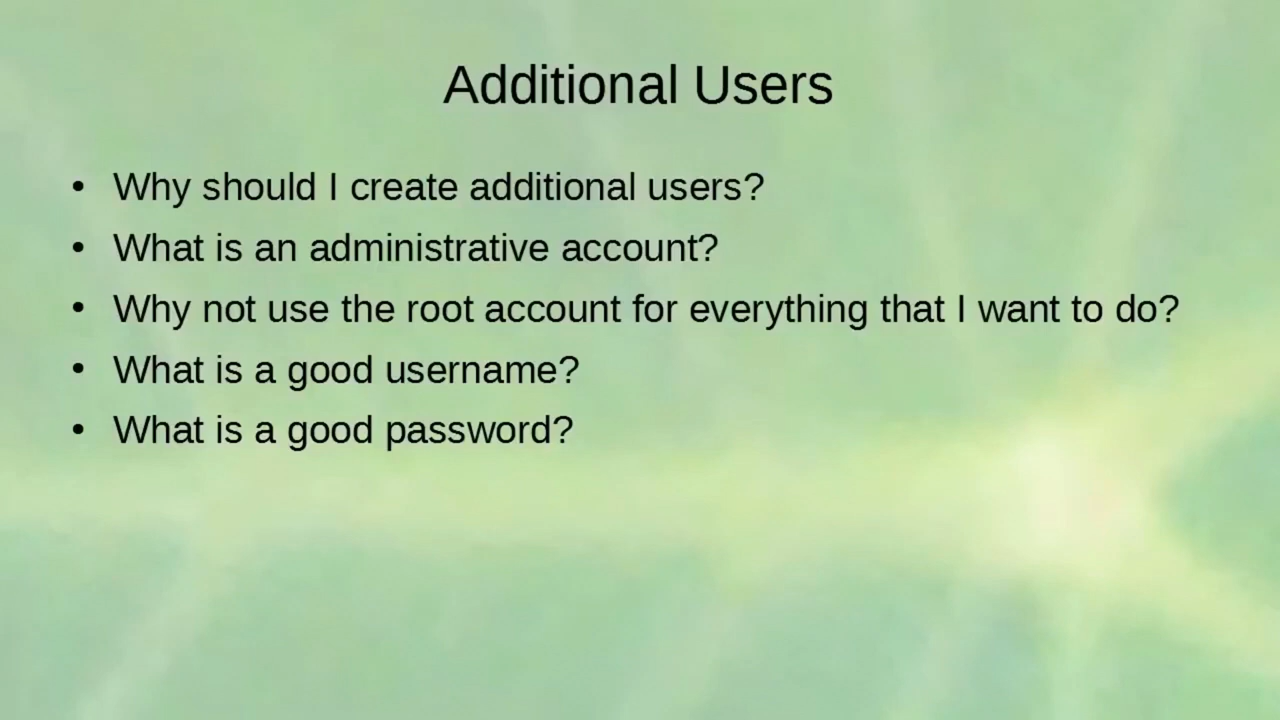 Additional Users
• Why should I create additional users?
• What is an administrative account?
• Why not use the root account for everything that I want to do?
• What is a good username?
• What is a good password?